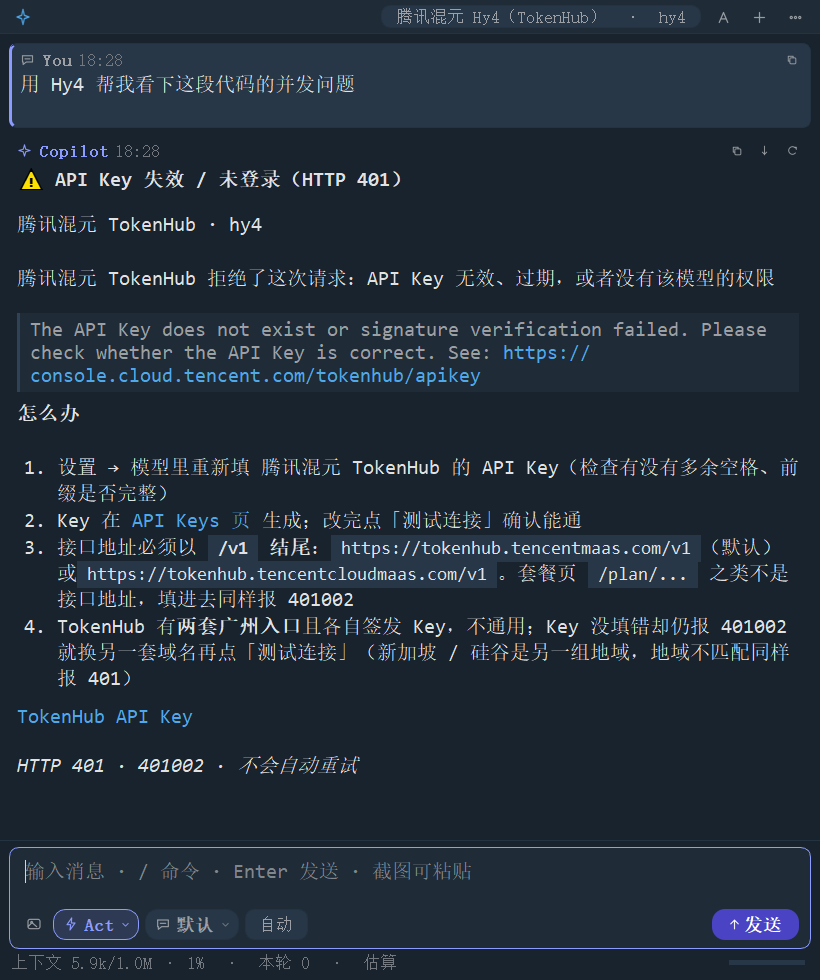 腾讯混元 Hy4（TokenHub） · hy4 A + ...
You 18:28
用 Hy4 帮我看下这段代码的并发问题
Copilot 18:28
API Key 失效 / 未登录（HTTP 401）
腾讯混元 TokenHub · hy4
腾讯混元 TokenHub 拒绝了这次请求：API Key 无效、过期，或者没有该模型的权限
The API Key does not exist or signature verification failed. Please
check whether the API Key is correct. See: https://
console.cloud.tencent.com/tokenhub/apikey
怎么办
1. 设置 → 模型里重新填 腾讯混元 TokenHub 的 API Key（检查有没有多余空格、前
缀是否完整）
2. Key 在 API Keys 页 生成；改完点「测试连接」确认能通
3. 接口地址必须以 /v1 结尾：https://tokenhub.tencentmaas.com/v1（默认）
或 https://tokenhub.tencentcloudmaas.com/v1 。套餐页 /plan/... 之类不是
接口地址，填进去同样报 401002
4. TokenHub 有两套广州入口且各自签发 Key，不通用；Key 没填错却仍报 401002
就换另一套域名再点「测试连接」（新加坡 / 硅谷是另一组地域，地域不匹配同样
报 401）
TokenHub API Key
HTTP 401 · 401002 · 不会自动重试
输入消息 · / 命令 · Enter 发送 · 截图可粘贴
Act 默认 自动 ↑ 发送
上下文 5.9k/1.0M · 1% · 本轮 0 · 估算